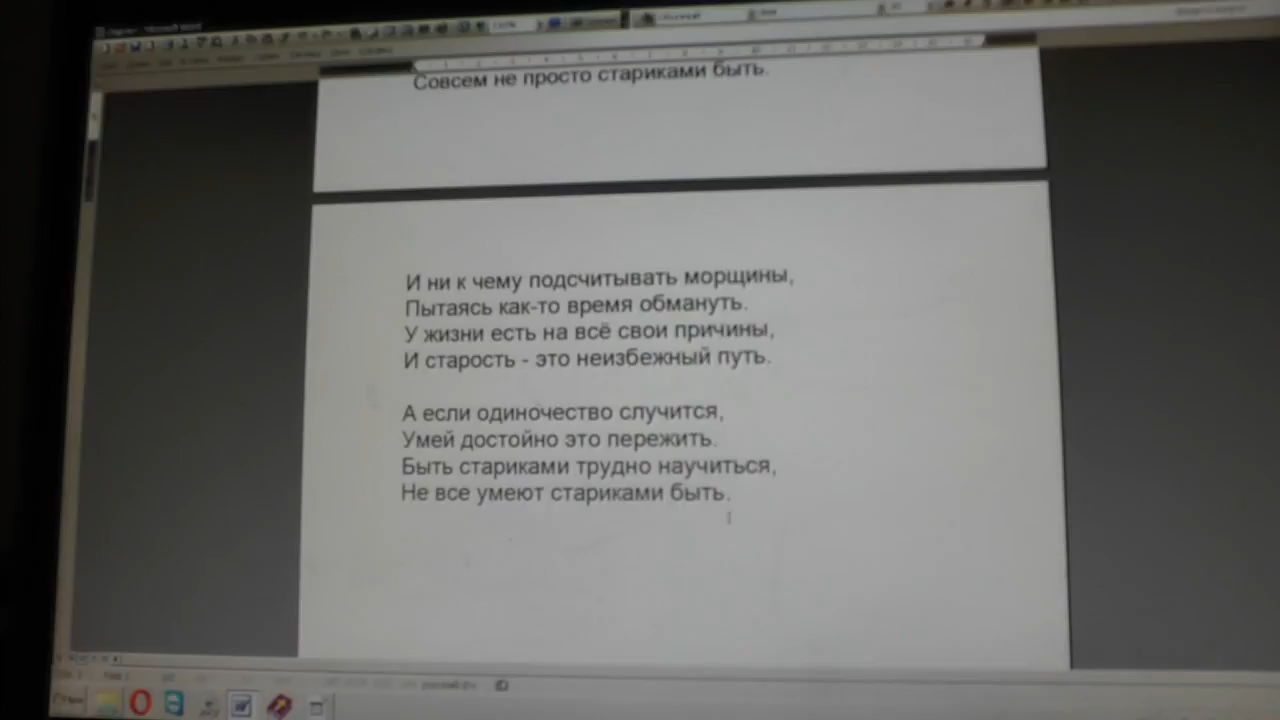 Совсем не просто стариками быть.
И ни к чему подсчитывать морщины,
Пытаясь как-то время обмануть.
У жизни есть на всё свои причины,
И старость - это неизбежный путь.
А если одиночество случится,
Умей достойно это пережить.
Быть стариками трудно научиться,
Не все умеют стариками быть.